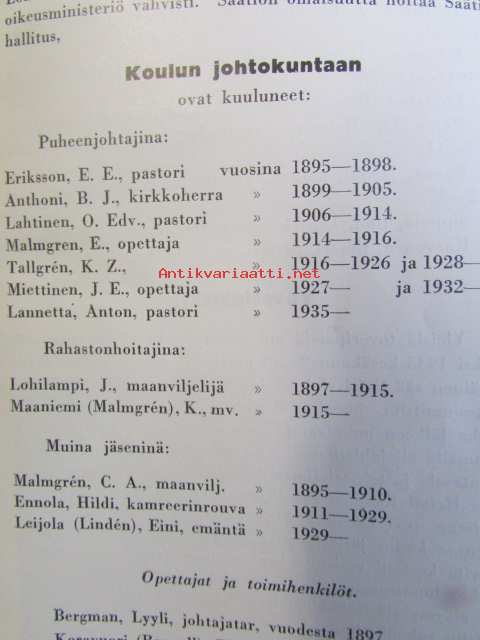 oikeusministeriö vahvisti. Säätiön omaisuutta hoitaa Sääti
hallitus,
Koulun johtokuntaan
ovat kuuluneet:
Puheenjohtajina:
Eriksson, E. E., pastori vuosina 1895—1898.
Anthoni, B. J., kirkkoherra » 1899—1905.
Lahtinen, O. Edv., pastori » 1906—1914.
Malmgren, E., opettaja » 1914—1916.
Tallgrén, K. Z., » 1916—1926 ja 1928—
Antikvariaatti.net
Miettinen, J. E., opettaja » 1927— ja 1932—
Lannetta, Anton, pastori » 1935—
Rahastonhoitajina:
Lohilampi, J., maanviljelijä » 1897—1915.
Maaniemi (Malmgrén), K., mv. » 1915—
Muina jäseninä:
Malmgrén, C. A., maanvilj. » 1895—1910.
Ennola, Hildi, kamreerinrouva » 1911—1929.
Leijola (Lindén), Eini, emäntä » 1929—
Opettajat ja toimihenkilöt.
Bergman, Lyyli, johtajatar, vuodesta 1897